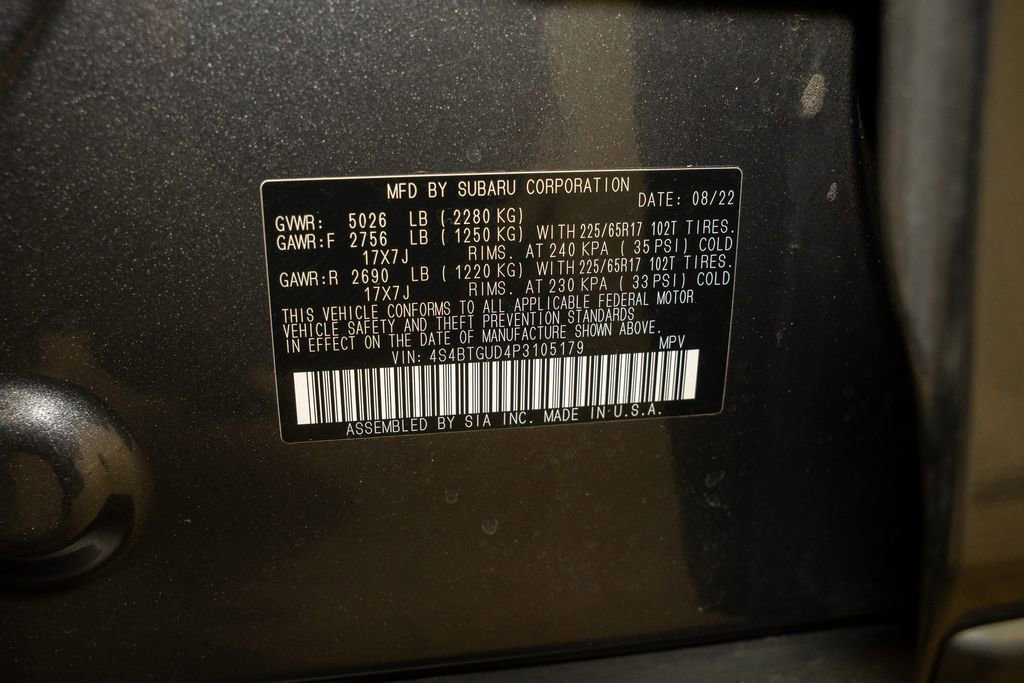 MFD BY SUBARU CORPORATION
DATE: 08/22
GVWR: 5026 LB (2280 KG)
GAWR:F 2756 LB (1250 KG) WITH 225/65R17 102T TIRES.
17X7J RIMS. AT 240 KPA (35 PSI) COLD
GAWR:R 2690 LB (1220 KG) WITH 225/65R17 102T TIRES.
17X7J RIMS. AT 230 KPA (33 PSI) COLD
THIS VEHICLE CONFORMS TO ALL APPLICABLE FEDERAL MOTOR
VEHICLE SAFETY AND THEFT PREVENTION STANDARDS
IN EFFECT ON THE DATE OF MANUFACTURE SHOWN ABOVE.
VIN: 4S4BTGUD4P3105179 MPV
ASSEMBLED BY SIA INC. MADE IN U.S.A.